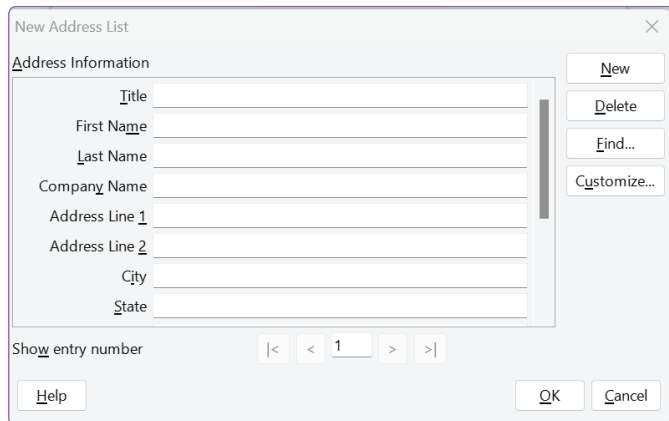 New Address List
Address Information
Title
First Name
Last Name
Company Name
Address Line 1
Address Line 2
City
State
New
Delete
Find...
Customize...
Show entry number |< < 1 > >|
Help OK Cancel